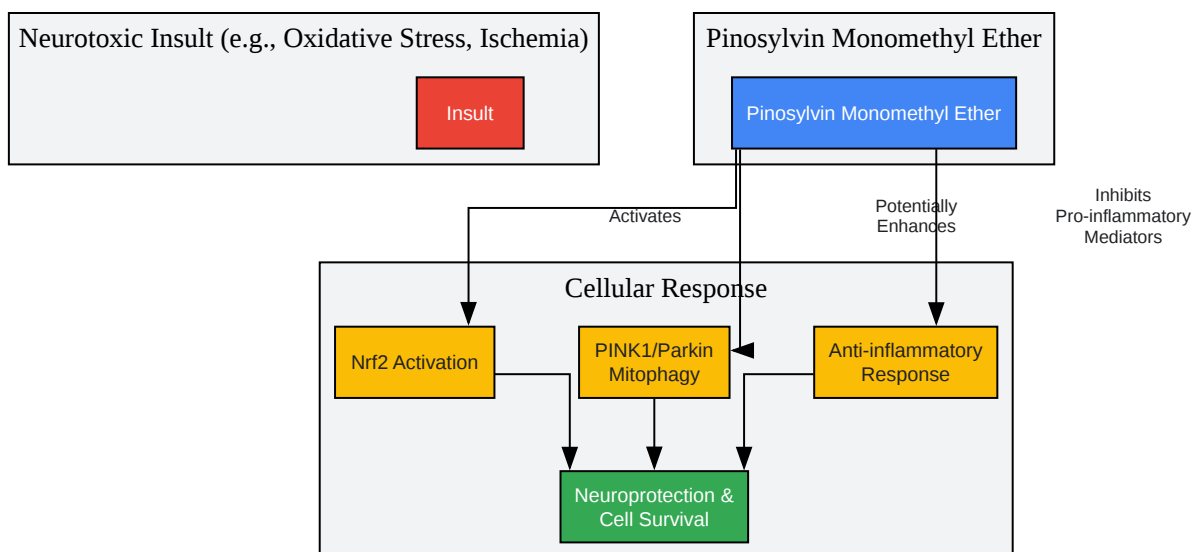 Neurotoxic Insult (e.g., Oxidative Stress, Ischemia)
Pinosylvin Monomethyl Ether
Insult
Pinosylvin Monomethyl Ether
Activates
Potentially
Enhances
Inhibits
Pro-inflammatory
Mediators
Cellular Response
Nrf2 Activation
PINK1/Parkin
Mitophagy
Anti-inflammatory
Response
Neuroprotection &
Cell Survival